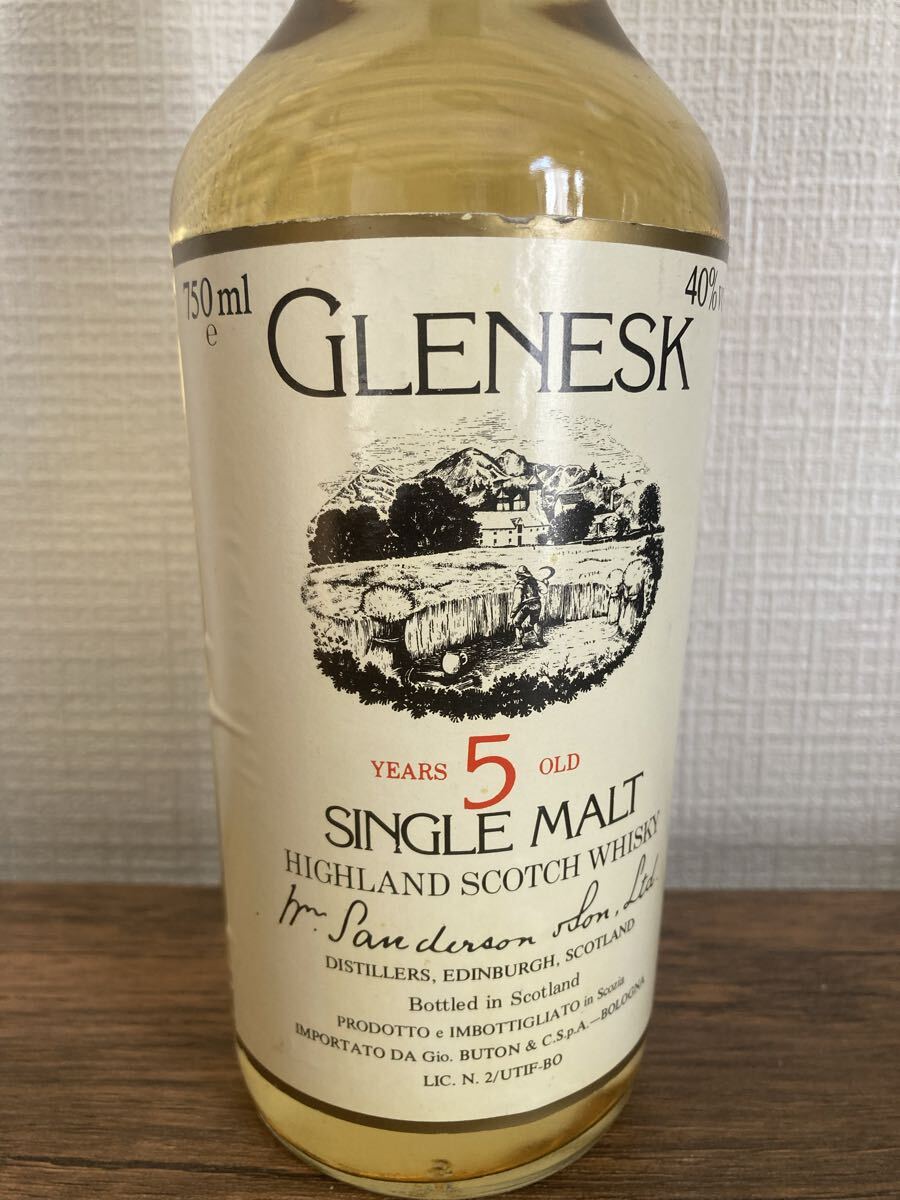 750 ml
e
40%
GLENESK
YEARS 5 OLD
SINGLE MALT
HIGHLAND SCOTCH WHISKY
Wm. Sanderson & Son, Ltd.
DISTILLERS, EDINBURGH, SCOTLAND
Bottled in Scotland
PRODOTTO e IMBOTTIGLIATO in Scozia
IMPORTATO DA Gio. BUTON & C.S.p.A.—BOLOGNA
LIC. N. 2/UTIF-BO